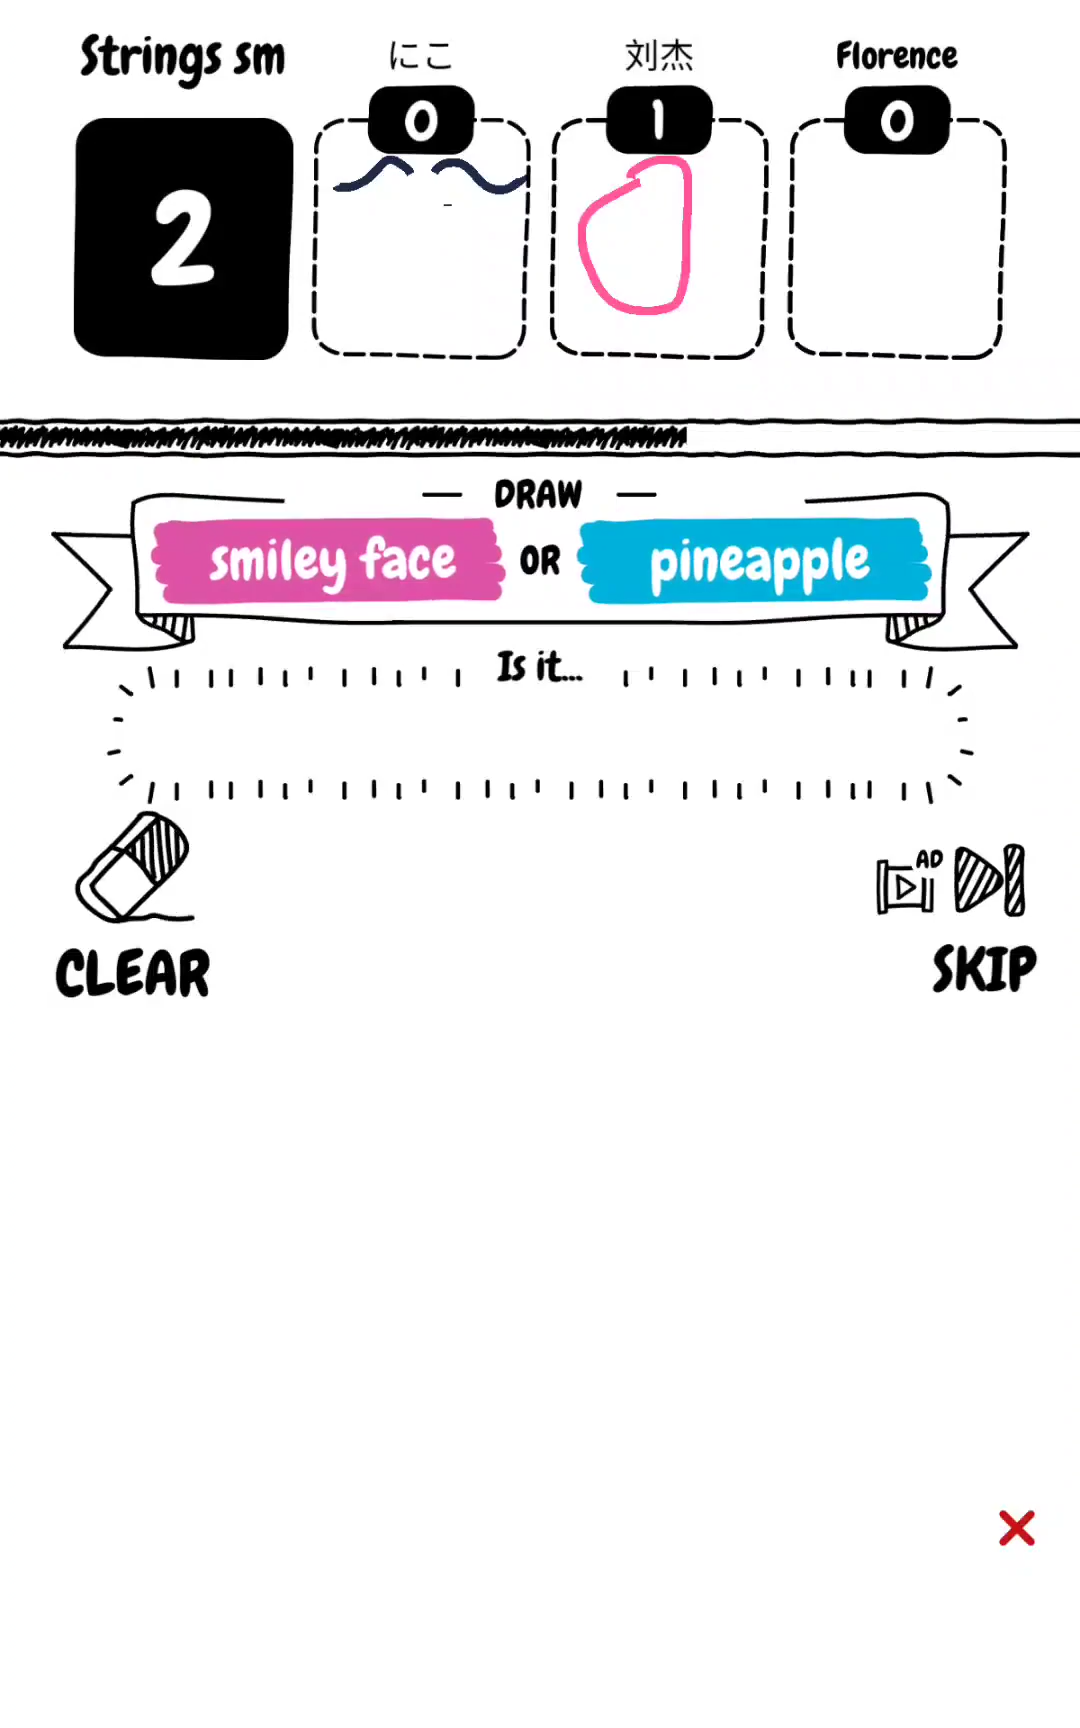 Strings sm
にこ
刘杰
Florence
2
0
1
0
DRAW
smiley face OR pineapple
Is it...
AD
CLEAR
SKIP